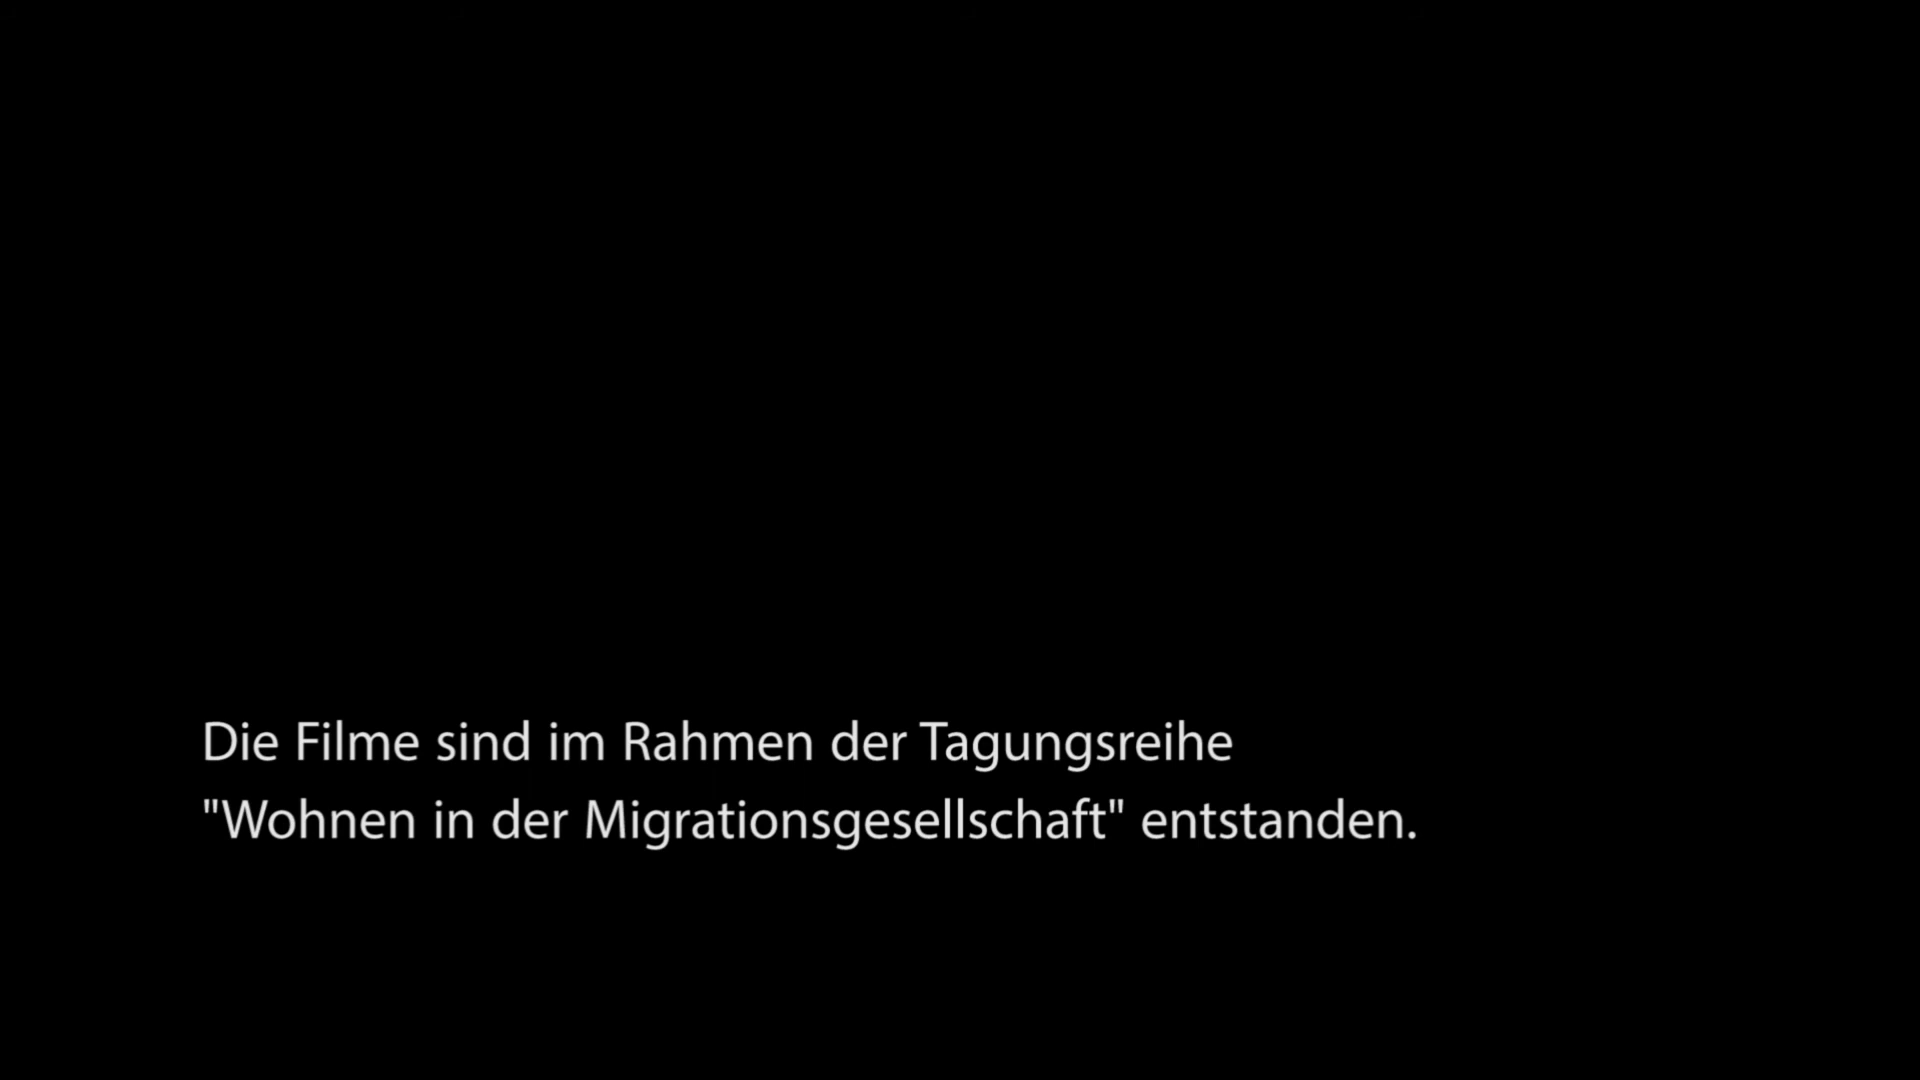 Die Filme sind im Rahmen der Tagungsreihe
"Wohnen in der Migrationsgesellschaft" entstanden.